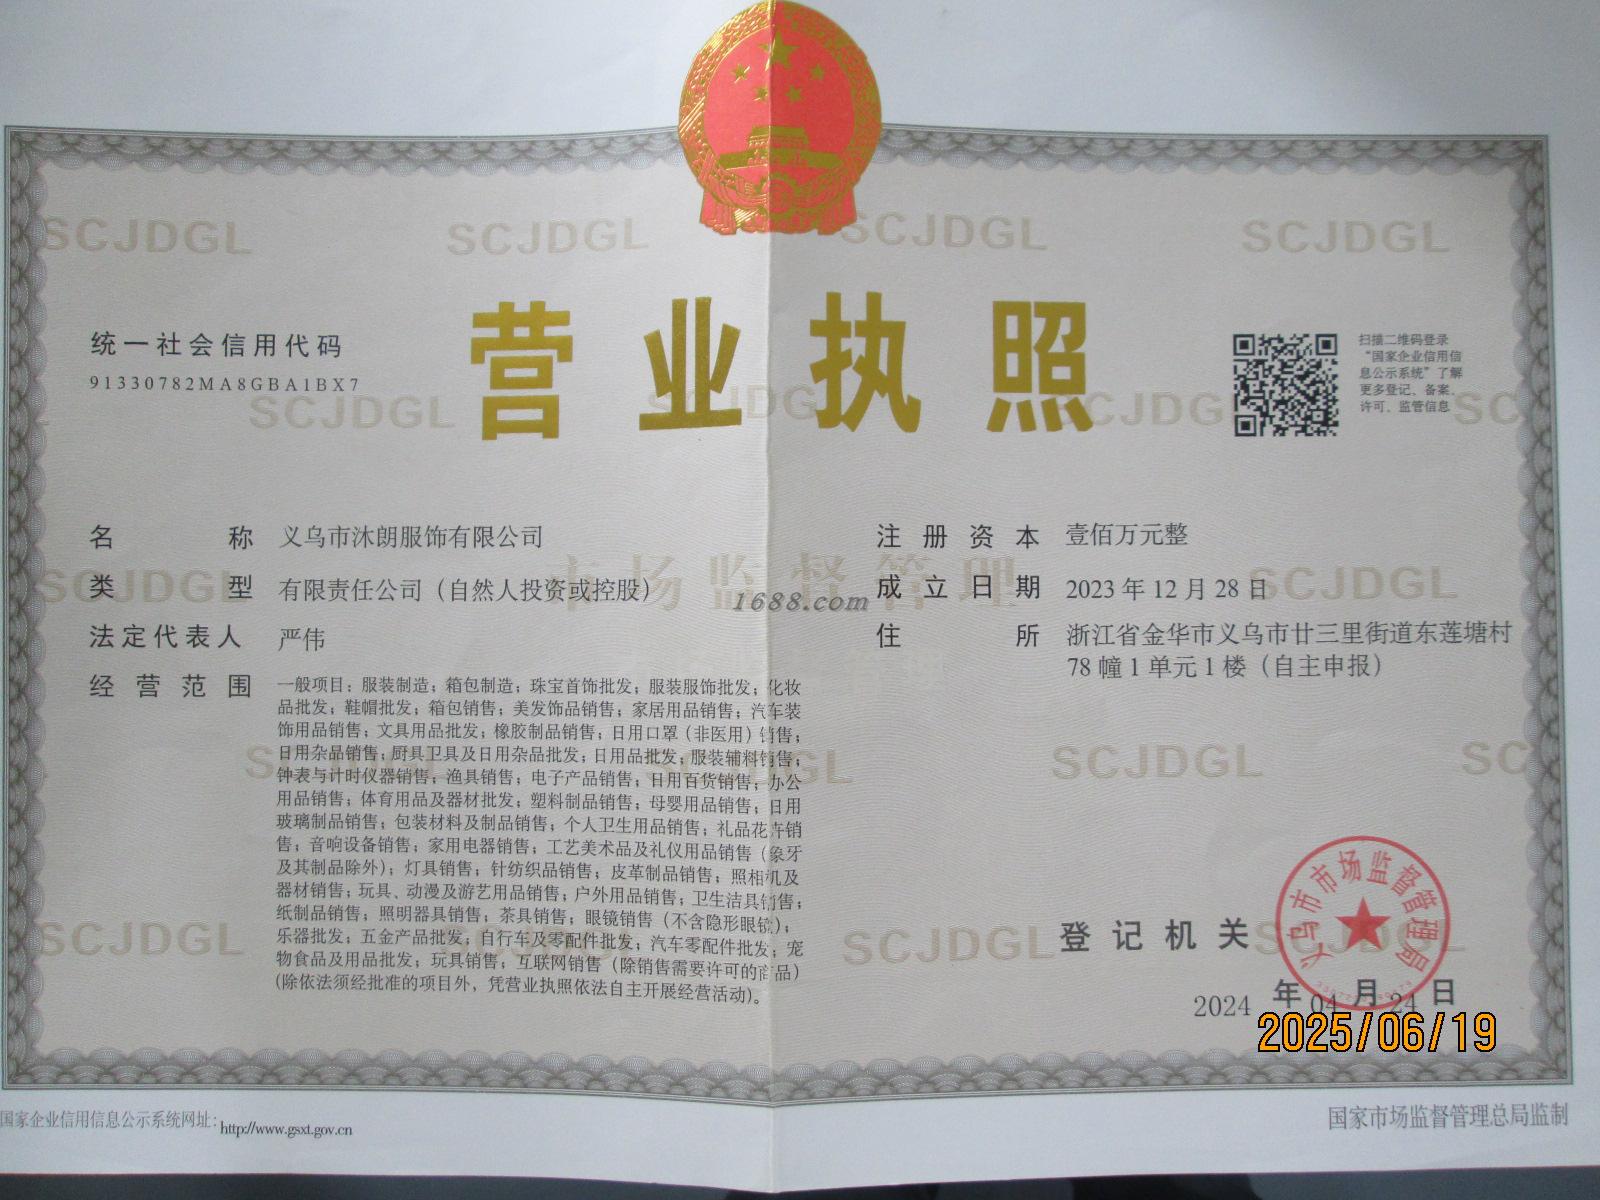 SCJDGL SCJDGL SCJDGL SCJDGL
营业执照
统一社会信用代码
91330782MA8GBA1BX7
扫描二维码登录
“国家企业信用信
息公示系统”了解
更多登记、备案、
许可、监管信息
SCJDGL SCJDGL SCJDGL SC
名称 义乌市沐朗服饰有限公司
类型 有限责任公司（自然人投资或控股）
法定代表人 严伟
经营范围 一般项目：服装制造；箱包制造；珠宝首饰批发；服装服饰批发；化妆
品批发；鞋帽批发；箱包销售；美发饰品销售；家居用品销售；汽车装
饰用品销售；文具用品批发；橡胶制品销售；日用口罩（非医用）销售；
日用杂品销售；厨具卫具及日用杂品批发；日用品批发；服装辅料销售；
钟表与计时仪器销售；渔具销售；电子产品销售；日用百货销售；办公
用品销售；体育用品及器材批发；塑料制品销售；母婴用品销售；日用
玻璃制品销售；包装材料及制品销售；个人卫生用品销售；礼品花卉销
售；音响设备销售；家用电器销售；工艺美术品及礼仪用品销售（象牙
及其制品除外）；灯具销售；针纺织品销售；皮革制品销售；照相机及
器材销售；玩具、动漫及游艺用品销售；户外用品销售；卫生洁具销售；
纸制品销售；照明器具销售；茶具销售；眼镜销售（不含隐形眼镜）；
乐器批发；五金产品批发；自行车及零配件批发；汽车零配件批发；宠
物食品及用品批发；玩具销售；互联网销售（除销售需要许可的商品）
(除依法须经批准的项目外，凭营业执照依法自主开展经营活动)。
注册资本 壹佰万元整
成立日期 2023年12月28日
住所 浙江省金华市义乌市廿三里街道东莲塘村
78幢1单元1楼（自主申报）
市场监督管理
1688.com
SCJDGL SCJDGL
SCJDGL SCJDGL SCJDGL SC
SCJDGL SCJDGL SCJDGL SCJDGL
登记机关
义乌市市场监督管理局
2024年04月24日
2025/06/19
国家企业信用信息公示系统网址：http://www.gsxt.gov.cn
国家市场监督管理总局监制